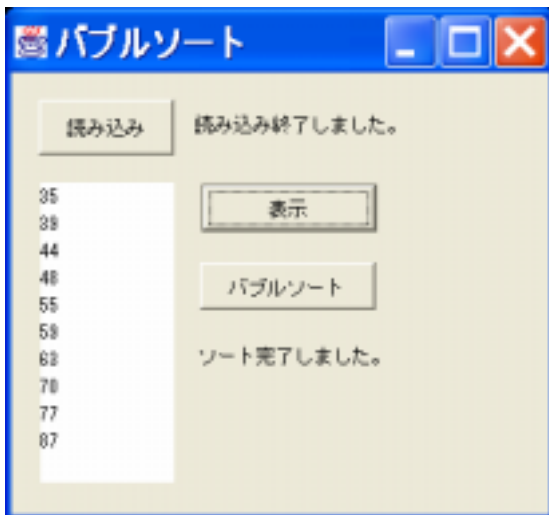 バブルソート
読み込み
読み込み終了しました。
35
39
44
48
55
59
63
70
77
87
表示
バブルソート
ソート完了しました。